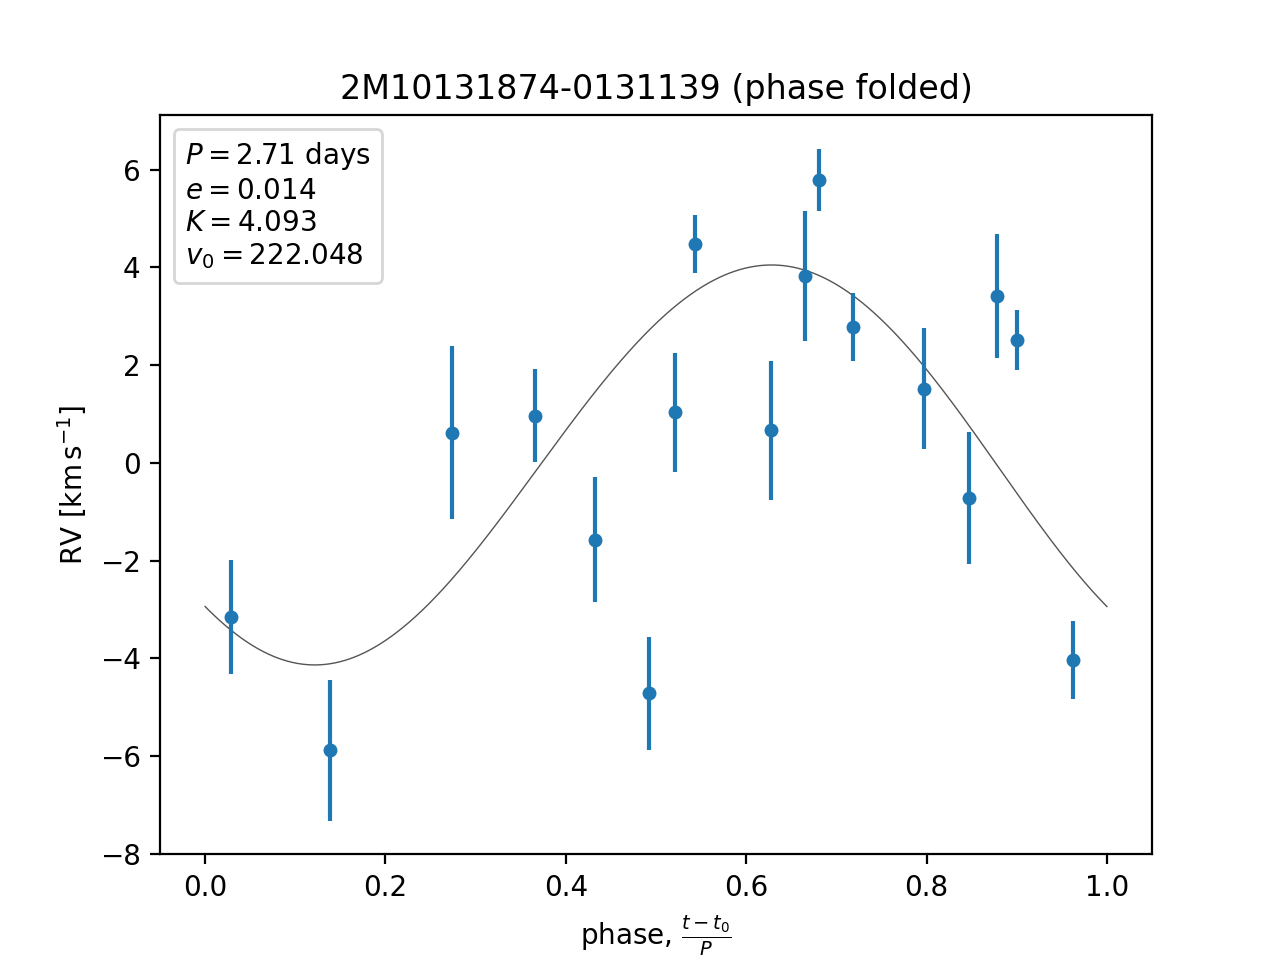 2M10131874-0131139 (phase folded)
P = 2.71 days
e = 0.014
K = 4.093
v₀ = 222.048
RV [km s⁻¹]
6
4
2
0
−2
−4
−6
−8
0.0 0.2 0.4 0.6 0.8 1.0
phase, (t − t₀)/P